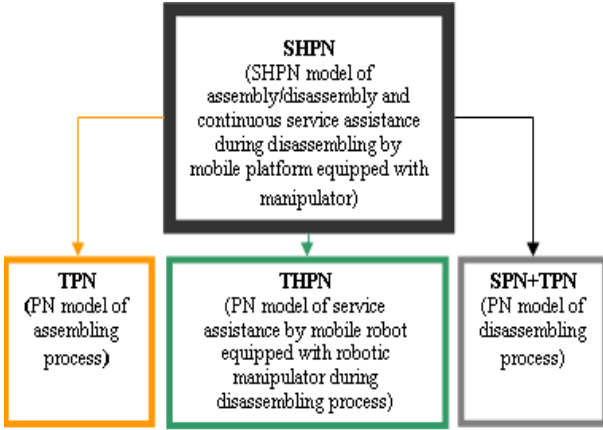 SHPN
(SHPN model of
assembly/disassembly and
continuous service assistance
during disassembling by
mobile platform equipped with
manipulator)
TPN
(PN model of
assembling
process)
THPN
(PN model of service
assistance by mobile robot
equipped with robotic
manipulator during
disassembling process)
SPN+TPN
(PN model of
disassembling
process)